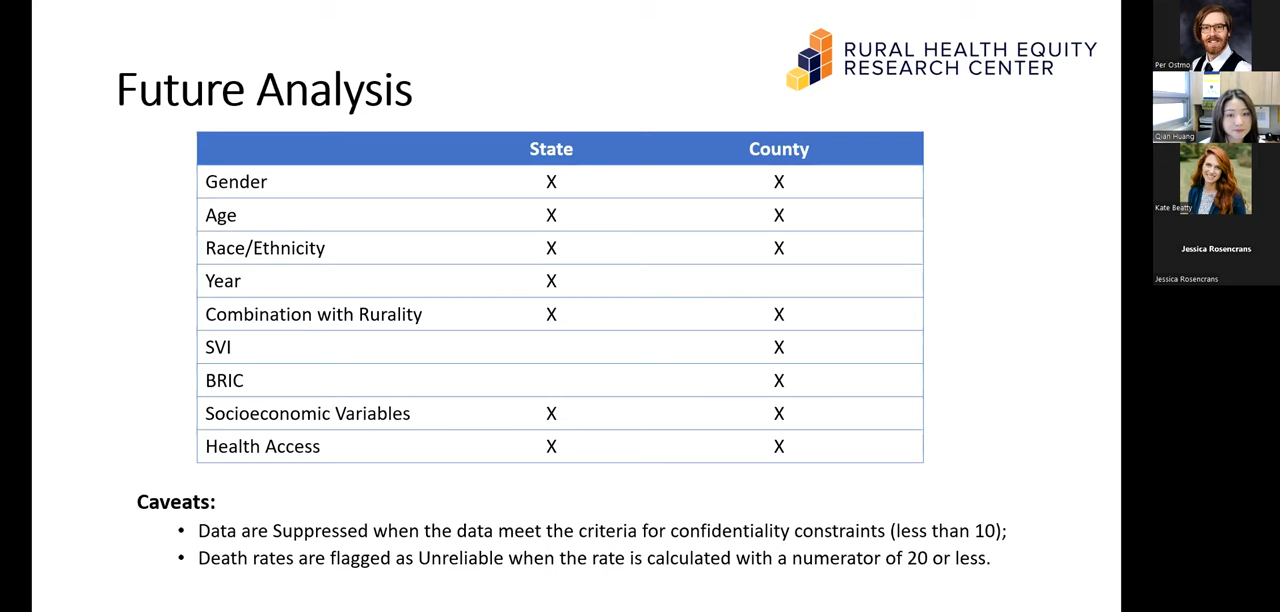 RURAL HEALTH EQUITY
RESEARCH CENTER
Future Analysis
State County
Gender X X
Age X X
Race/Ethnicity X X
Year X
Combination with Rurality X X
SVI X
BRIC X
Socioeconomic Variables X X
Health Access X X
Caveats:
• Data are Suppressed when the data meet the criteria for confidentiality constraints (less than 10);
• Death rates are flagged as Unreliable when the rate is calculated with a numerator of 20 or less.
Per Ostmo
Qian Huang
Kate Beatty
Jessica Rosencrans
Jessica Rosencrans